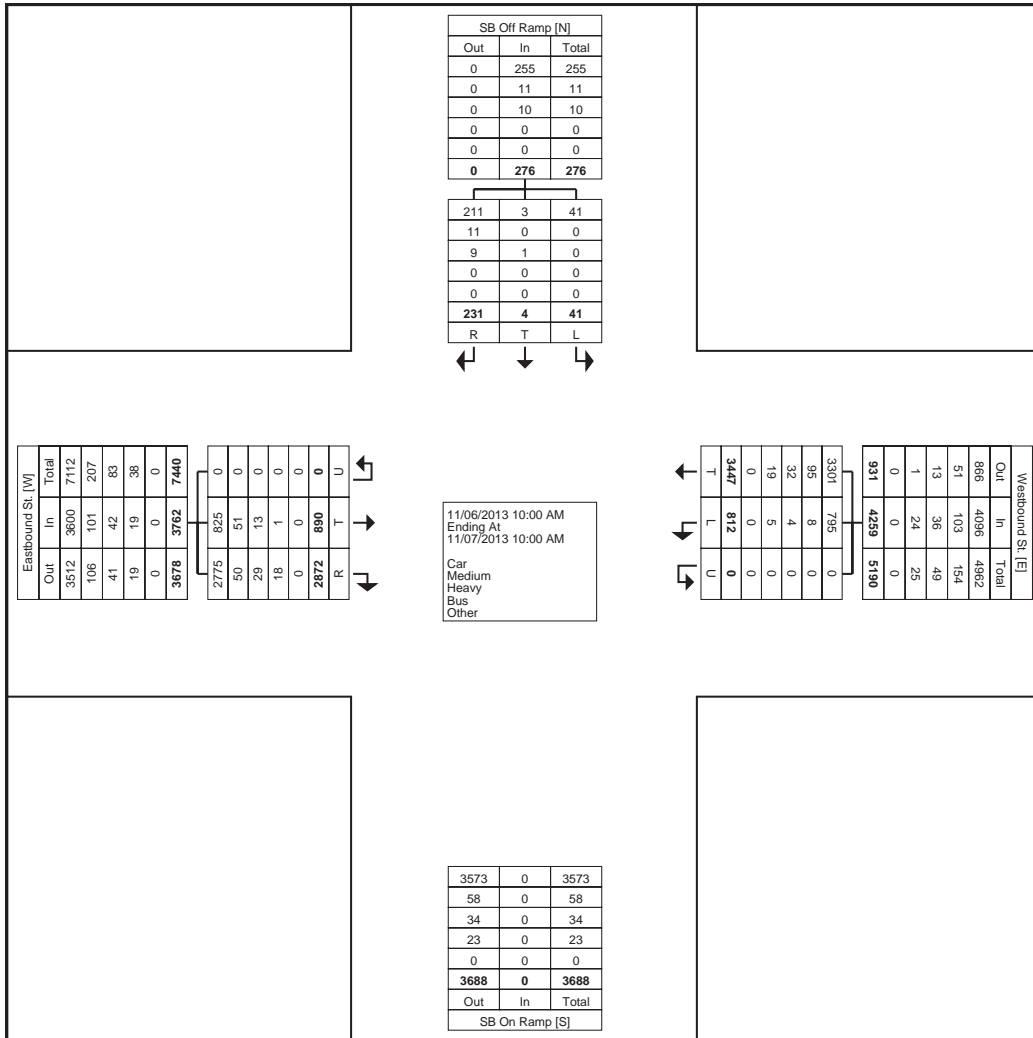 SB Off Ramp [N]
Out In Total
0 255 255
0 11 11
0 10 10
0 0 0
0 0 0
0 276 276
211 3 41
11 0 0
9 1 0
0 0 0
0 0 0
231 4 41
R T L
Eastbound St. [W]
Out In Total
3512 3600 7112
106 101 207
41 42 83
19 19 38
0 0 0
3678 3762 7440
2775 825 0
50 51 0
29 13 0
18 1 0
0 0 0
2872 890 0
R T U
11/06/2013 10:00 AM
Ending At
11/07/2013 10:00 AM
Car
Medium
Heavy
Bus
Other
Westbound St. [E]
Out In Total
866 4096 4962
51 103 154
13 36 49
1 24 25
0 0 0
931 4259 5190
3301 795 0
95 8 0
32 4 0
19 5 0
0 0 0
3447 812 0
T L U
3573 0 3573
58 0 58
34 0 34
23 0 23
0 0 0
3688 0 3688
Out In Total
SB On Ramp [S]